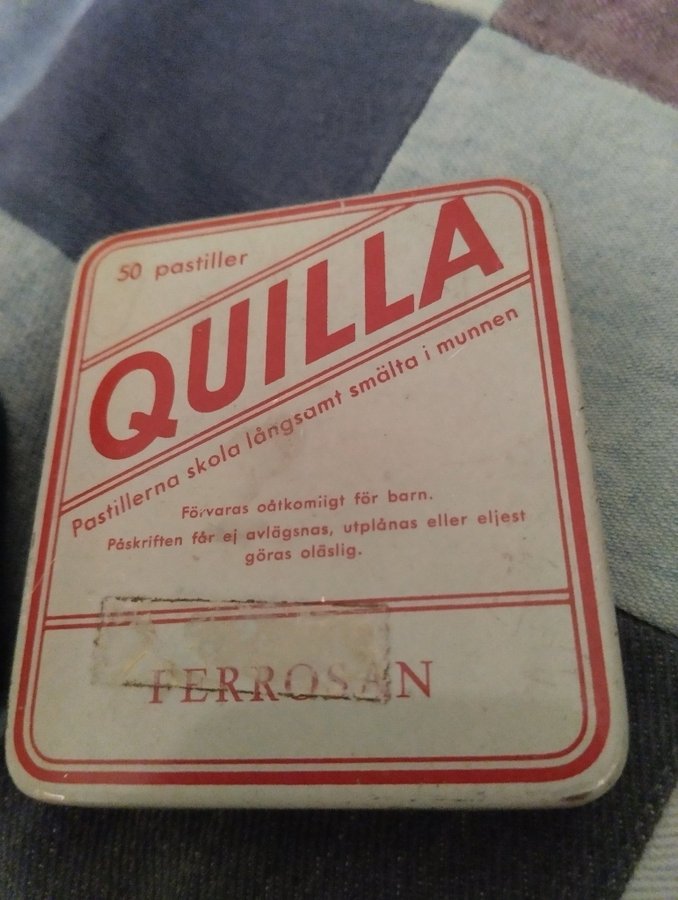 50 pastiller
QUILLA
Pastillerna skola långsamt smälta i munnen
Förvaras oåtkomligt för barn.
Påskriften får ej avlägsnas, utplånas eller eljest
göras oläslig.
FERROSAN